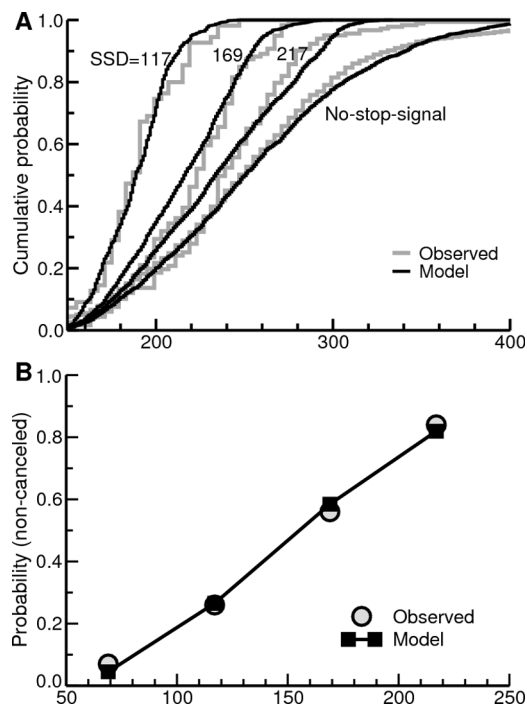 A
1.0
SSD=117
169
217
0.8
No-stop-signal
0.6
Cumulative probability
0.4
Observed
0.2
Model
0.0
200
300
400
B
1.0
0.8
0.6
Probability (non-canceled)
0.4
Observed
0.2
Model
0.0
50
100
150
200
250